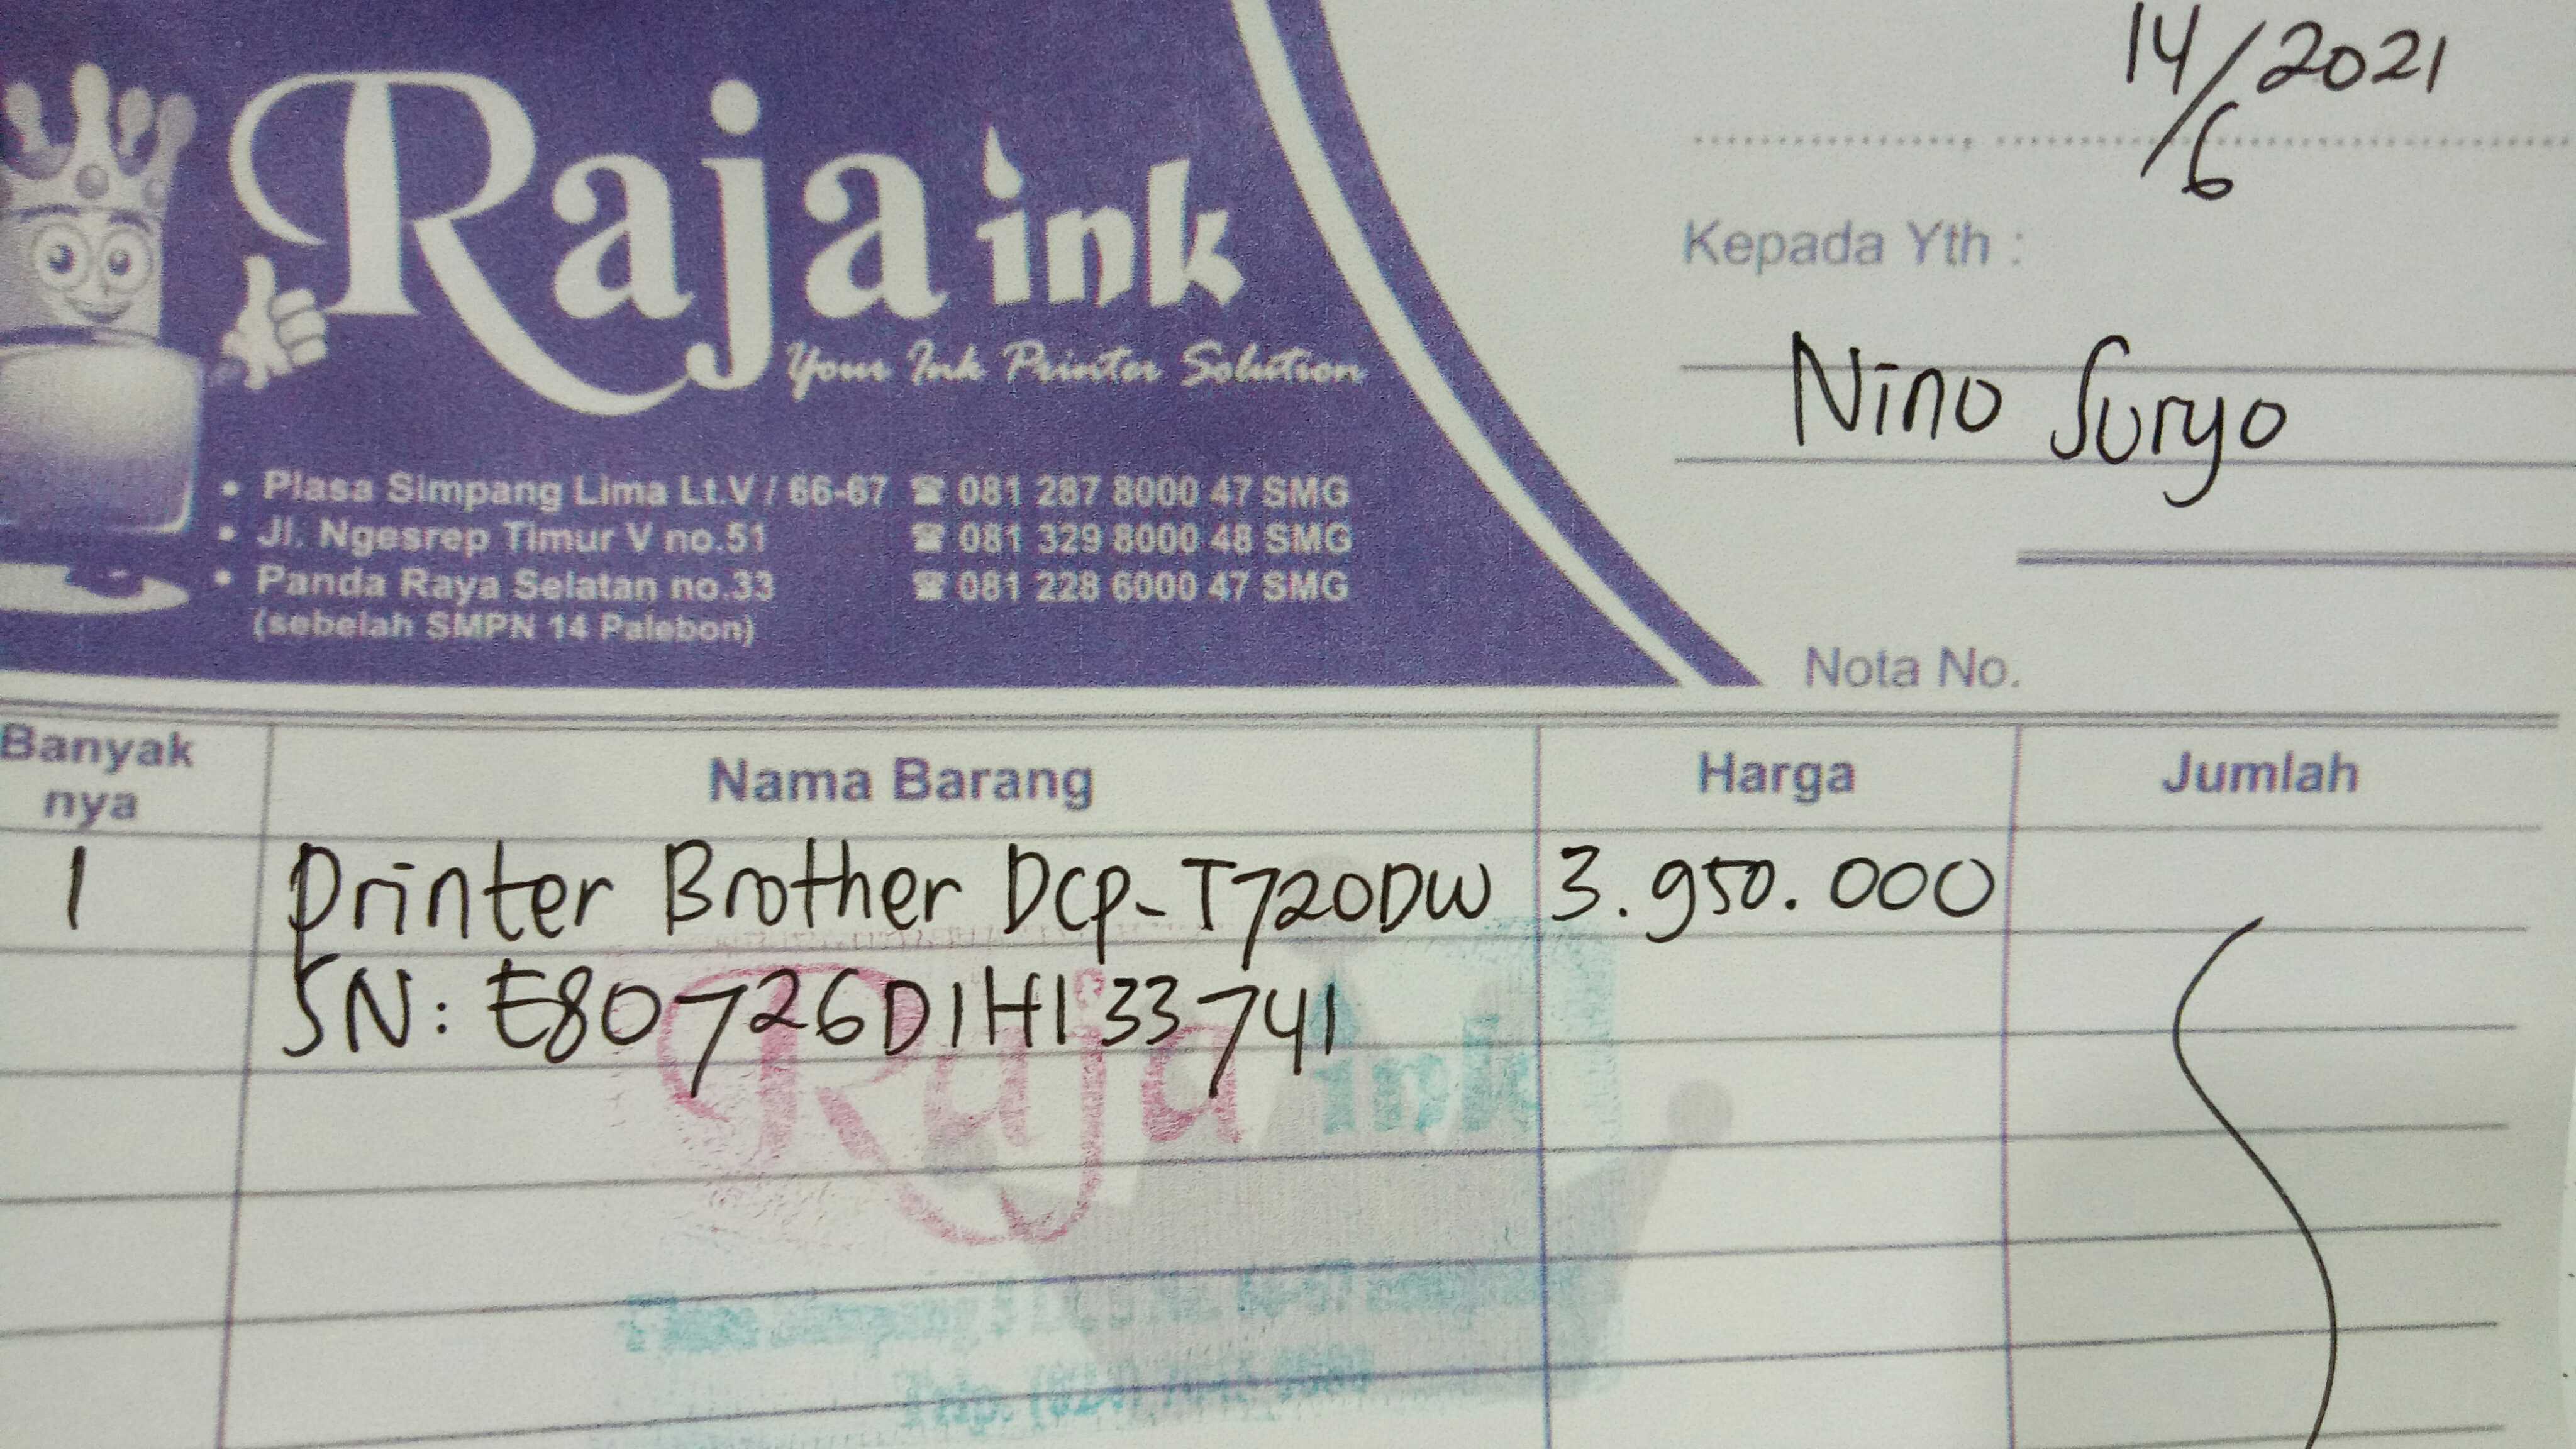 Raja ink
Your Ink Printer Solution
• Plasa Simpang Lima Lt.V / 66-67 ☎ 081 287 8000 47 SMG
• Jl. Ngesrep Timur V no.51 ☎ 081 329 8000 48 SMG
• Panda Raya Selatan no.33 ☎ 081 228 6000 47 SMG
(sebelah SMPN 14 Palebon)
14/6 2021
Kepada Yth :
Nino Suryo
Nota No.
Banyak nya Nama Barang Harga Jumlah
1 Printer Brother DCP-T720DW 3.950.000
SN: E80726D1H133741
Raja ink